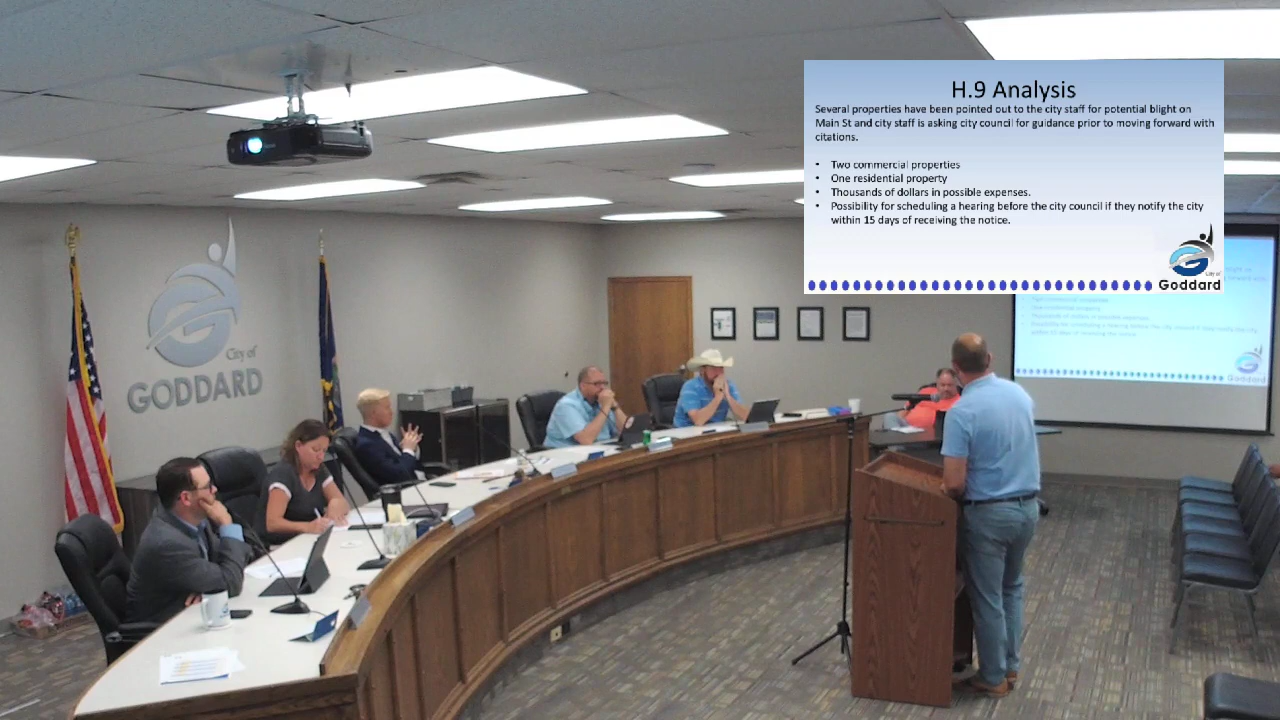 H.9 Analysis
Several properties have been pointed out to the city staff for potential blight on
Main St and city staff is asking city council for guidance prior to moving forward with
citations.
• Two commercial properties
• One residential property
• Thousands of dollars in possible expenses.
• Possibility for scheduling a hearing before the city council if they notify the city
within 15 days of receiving the notice.
City of
Goddard
City of
GODDARD